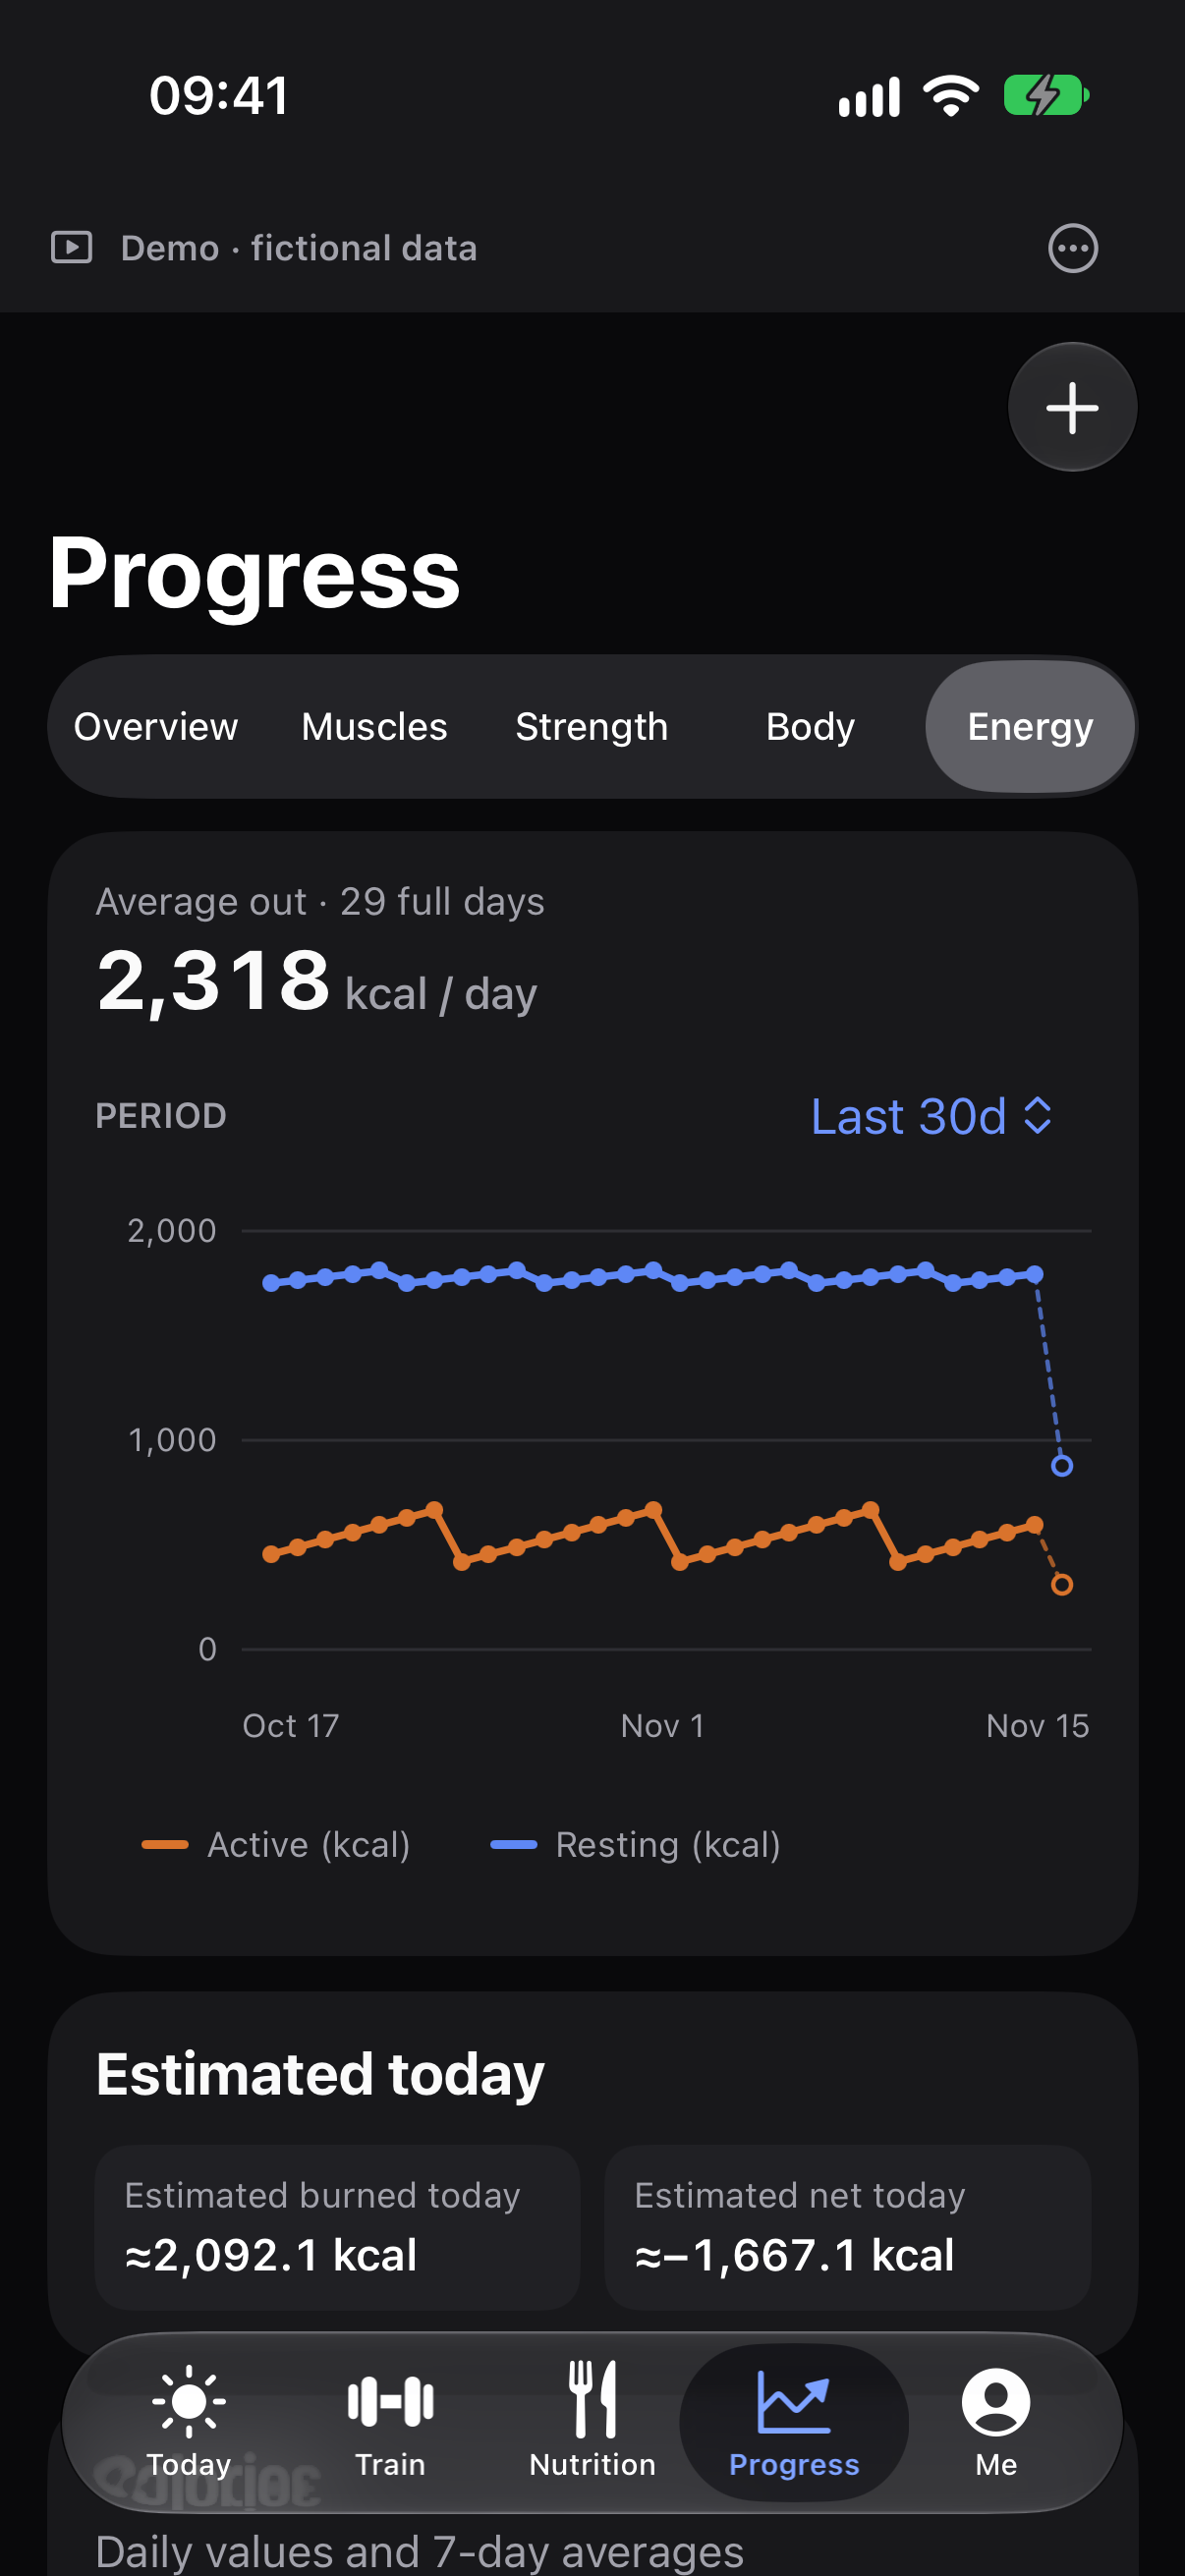 09:41
Demo · fictional data
Progress
Overview Muscles Strength Body Energy
Average out · 29 full days
2,318 kcal / day
PERIOD Last 30d
2,000
1,000
0
Oct 17 Nov 1 Nov 15
Active (kcal) Resting (kcal)
Estimated today
Estimated burned today Estimated net today
≈2,092.1 kcal ≈−1,667.1 kcal
Today Train Nutrition Progress Me
Daily values and 7-day averages